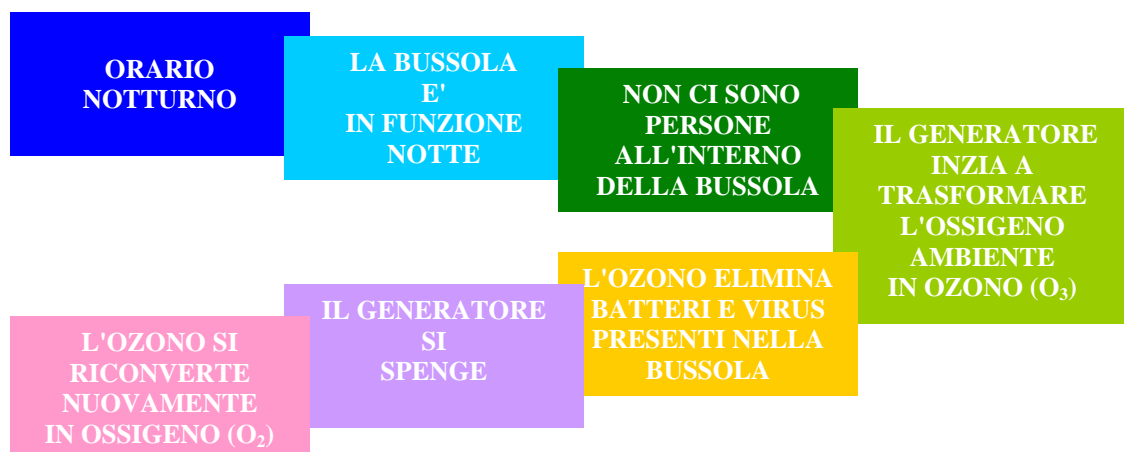 ORARIO
NOTTURNO
LA BUSSOLA
E'
IN FUNZIONE
NOTTE
NON CI SONO
PERSONE
ALL'INTERNO
DELLA BUSSOLA
IL GENERATORE
INZIA A
TRASFORMARE
L'OSSIGENO
AMBIENTE
IN OZONO (O₃)
L'OZONO ELIMINA
BATTERI E VIRUS
PRESENTI NELLA
BUSSOLA
IL GENERATORE
SI
SPENGE
L'OZONO SI
RICONVERTE
NUOVAMENTE
IN OSSIGENO (O₂)